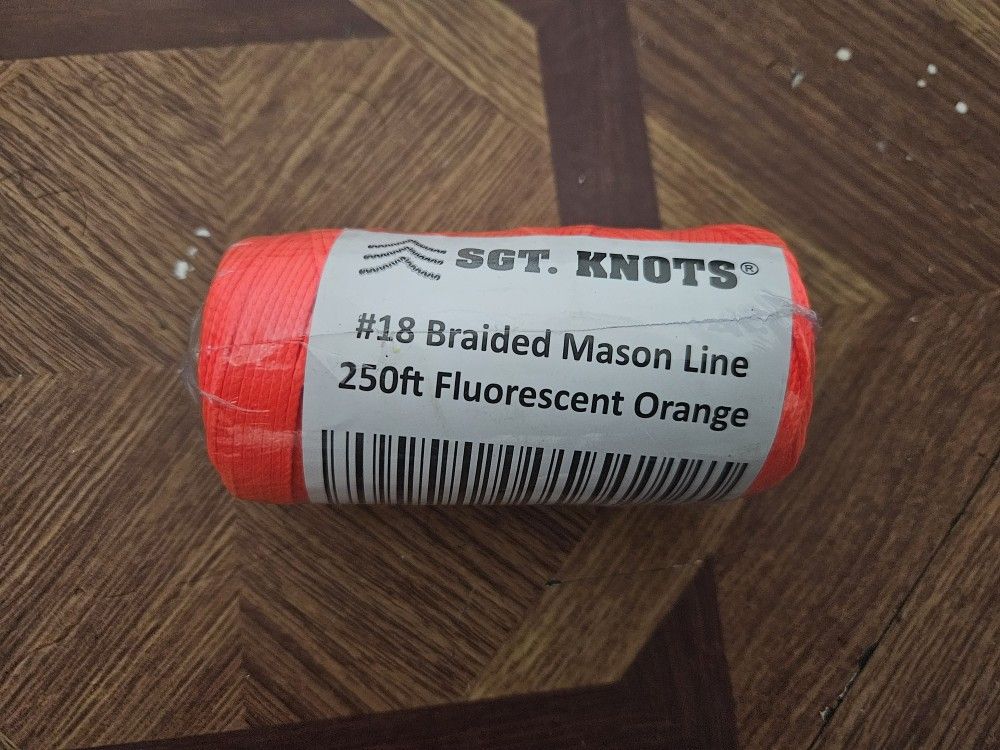 SGT. KNOTS®
#18 Braided Mason Line
250ft Fluorescent Orange